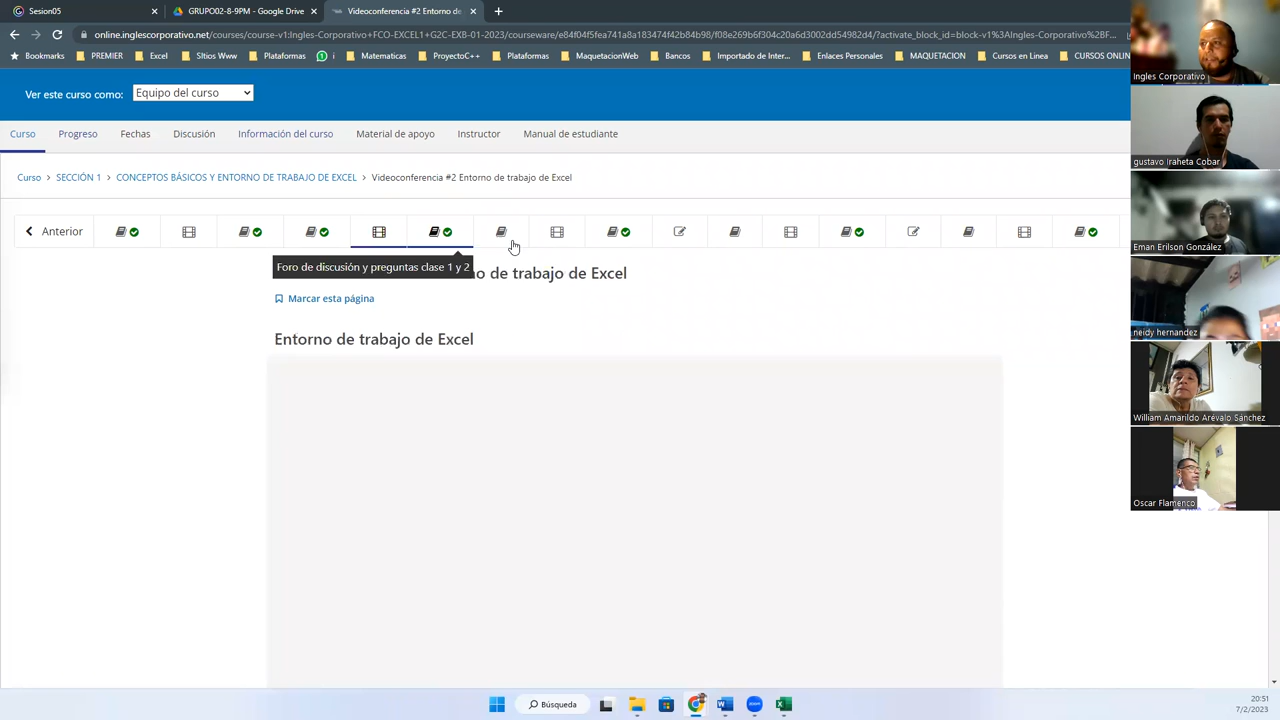 Sesion05
GRUPO02-8-9PM - Google Drive
Videoconferencia #2 Entorno de
online.inglescorporativo.net/courses/course-v1:Ingles-Corporativo+FCO-EXCEL1+G2C-EXB-01-2023/courseware/e84f04f5fea741a8a183474f42b84b98/f08e269b6f304c20a6d3002dd54982d4/?activate_block_id=block-v1%3AIngles-Corporativo%2BF...
Bookmarks
PREMIER
Excel
SItios Www
Plataformas
Matematicas
ProyectoC++
Plataformas
MaquetacionWeb
Bancos
Importado de Inter...
Enlaces Personales
MAQUETACION
Cursos en Linea
CURSOS ONLIN
Ver este curso como:
Equipo del curso
Curso
Progreso
Fechas
Discusión
Información del curso
Material de apoyo
Instructor
Manual de estudiante
Curso > SECCIÓN 1 > CONCEPTOS BÁSICOS Y ENTORNO DE TRABAJO DE EXCEL > Videoconferencia #2 Entorno de trabajo de Excel
Anterior
Foro de discusión y preguntas clase 1 y 2
no de trabajo de Excel
Marcar esta página
Entorno de trabajo de Excel
Ingles Corporativo
gustavo Iraheta Cobar
Eman Erilson González
neidy hernandez
William Amarildo Arévalo Sánchez
Oscar Flamenco
Búsqueda
zoom
20:51
7/2/2023